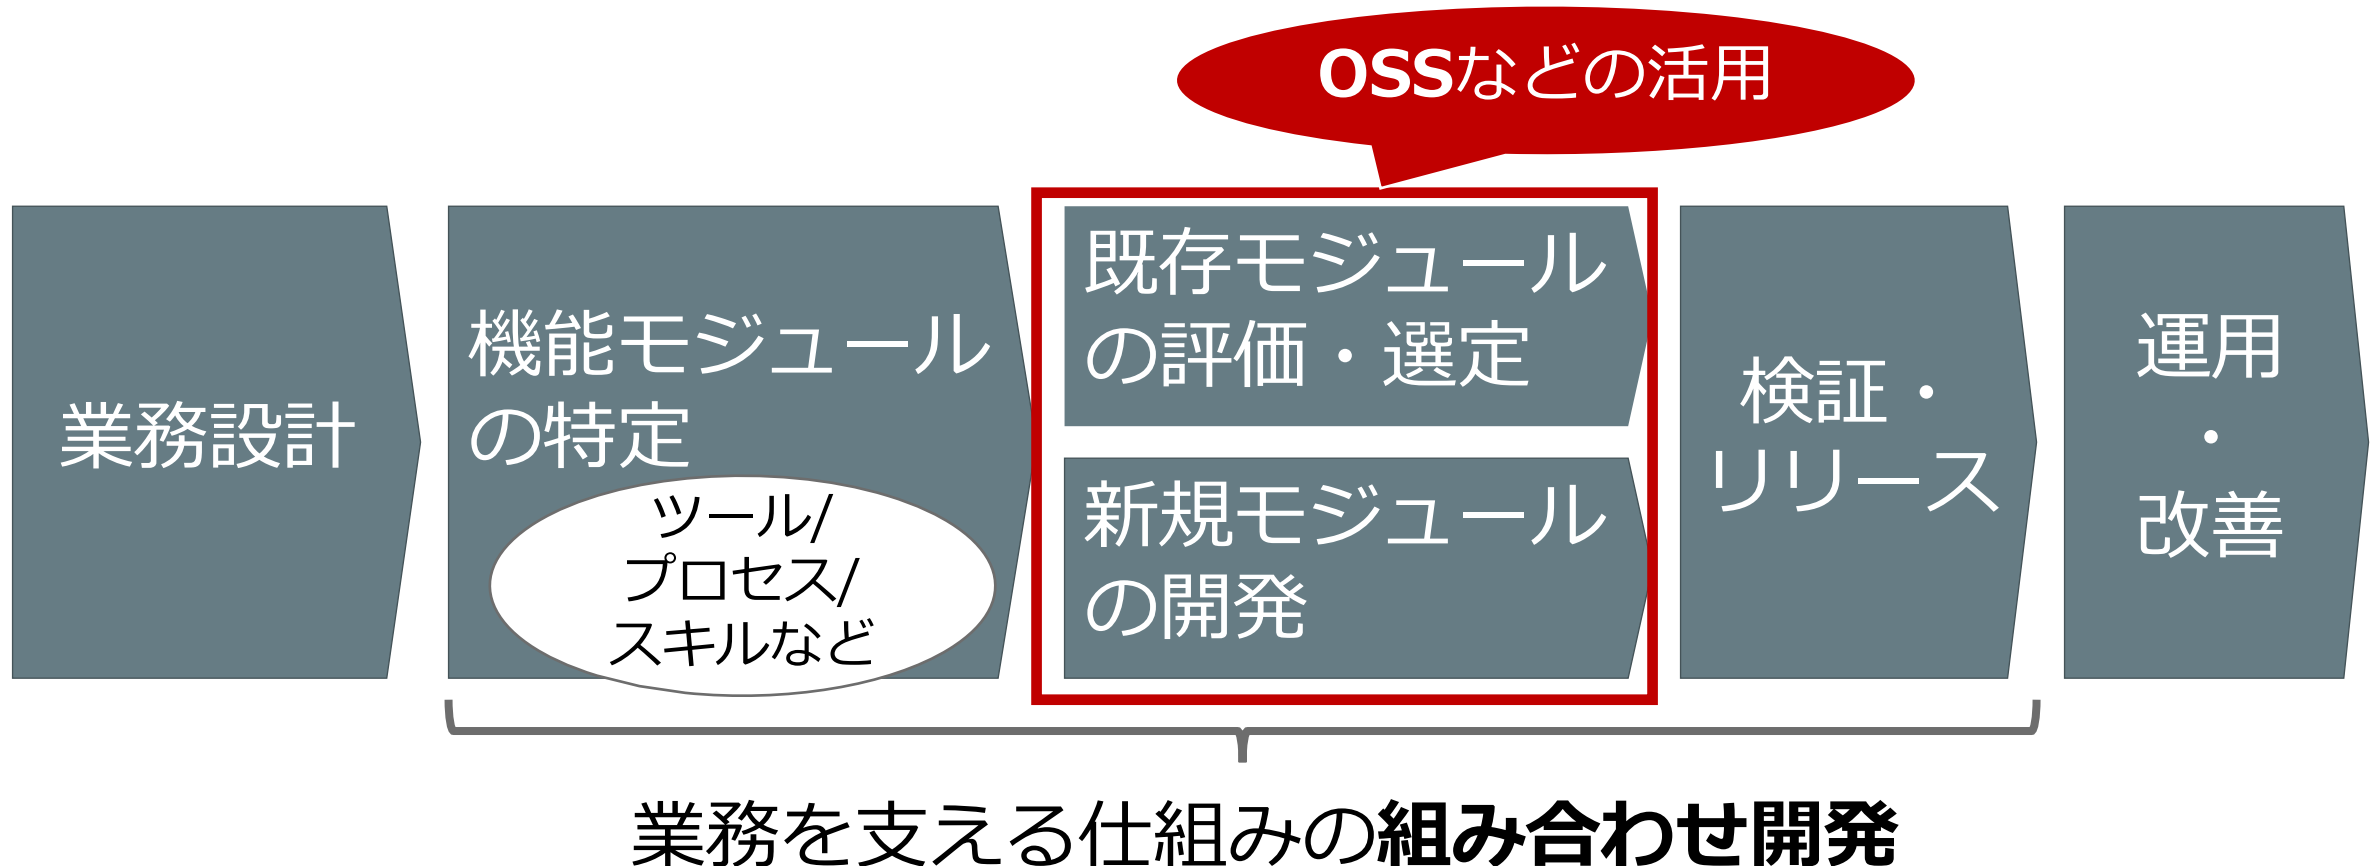 OSSなどの活用
業務設計
機能モジュール
の特定
ツール/
プロセス/
スキルなど
既存モジュール
の評価・選定
新規モジュール
の開発
検証・
リリース
運用
・
改善
業務を支える仕組みの組み合わせ開発